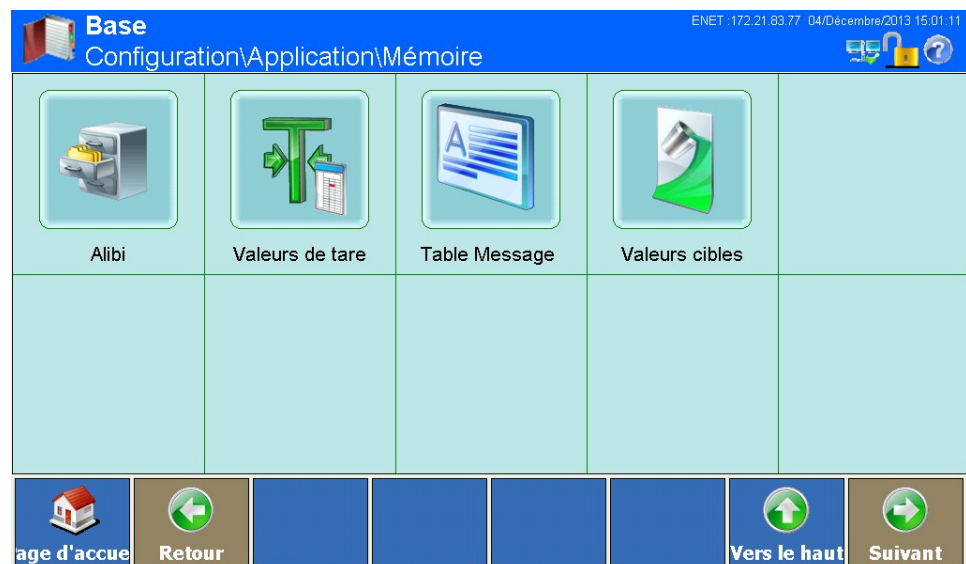 Base
ENET :172.21.83.77 04/Décembre/2013 15:01:11
Configuration\Application\Mémoire
Alibi
Valeurs de tare
Table Message
Valeurs cibles
age d'accue
Retour
Vers le haut
Suivant